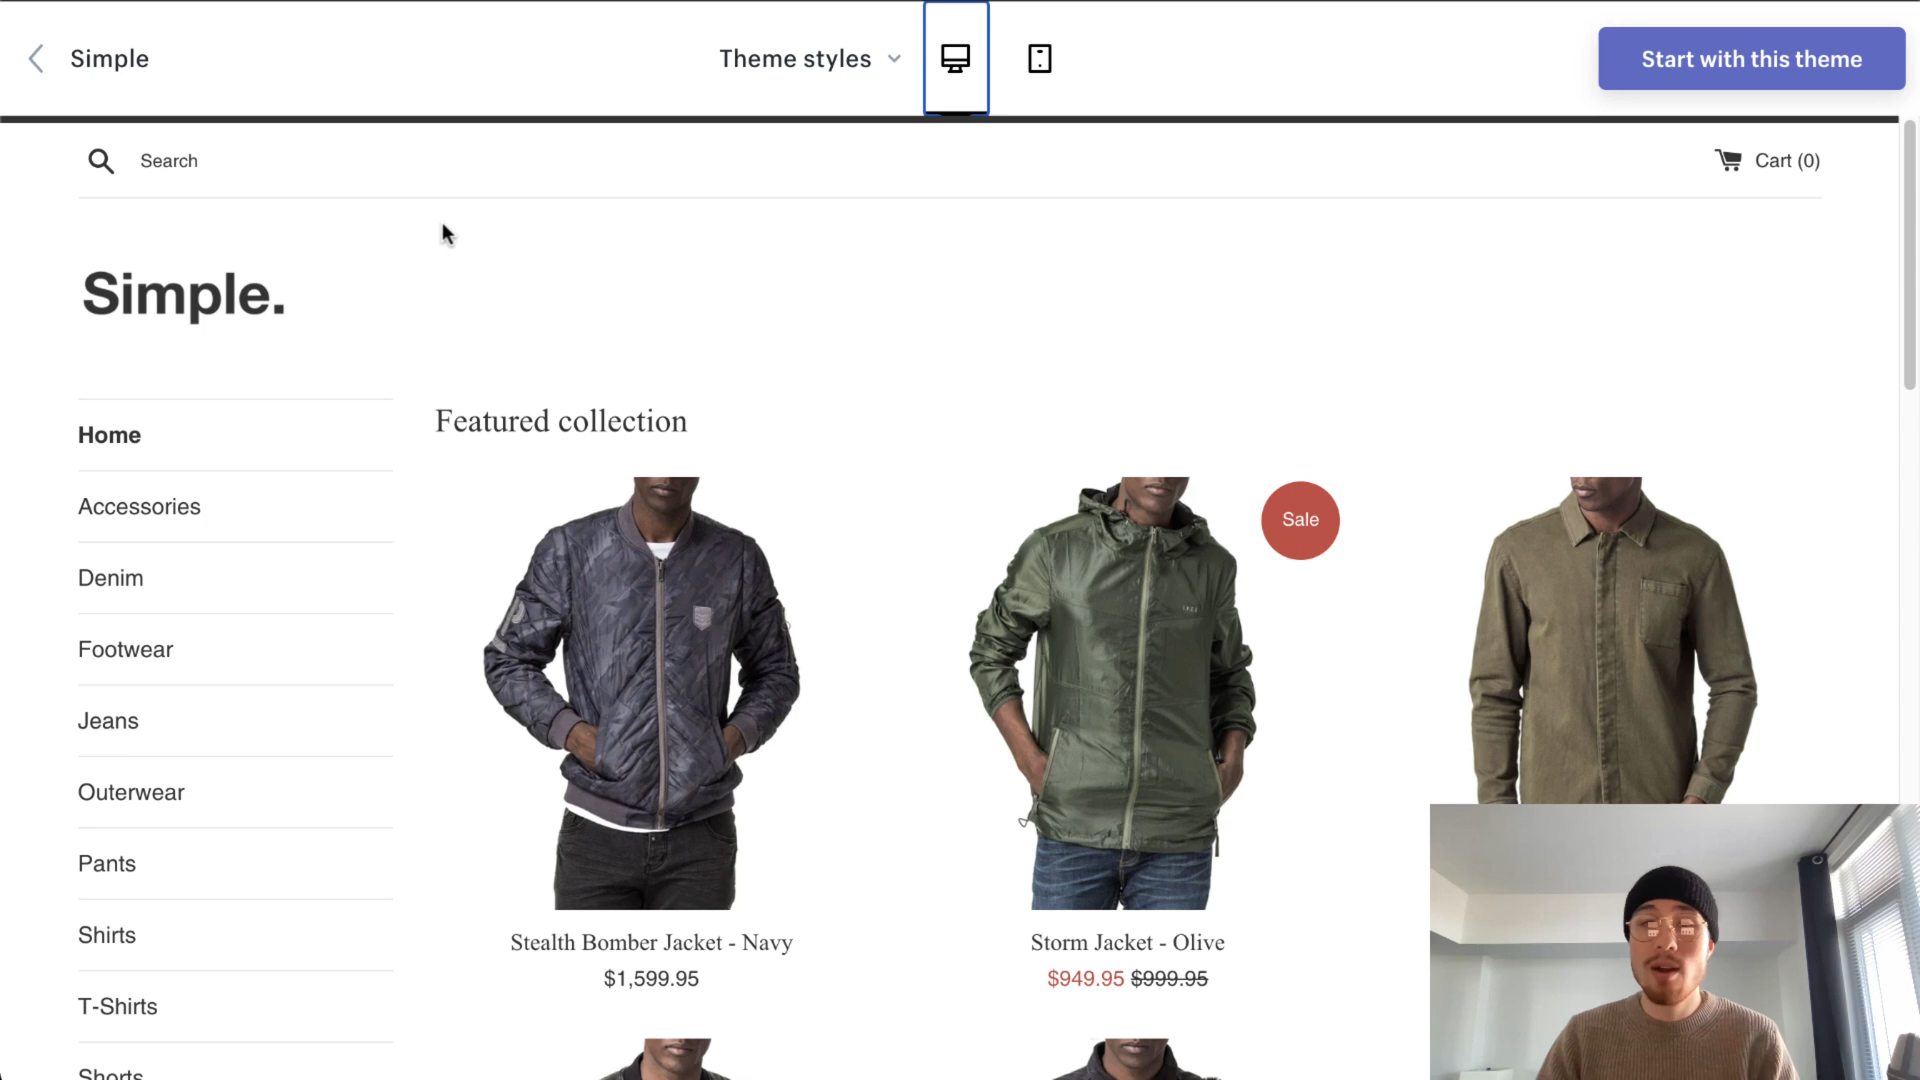 Simple
Theme styles
Start with this theme
Search
Cart (0)
Simple.
Home
Accessories
Denim
Footwear
Jeans
Outerwear
Pants
Shirts
T-Shirts
Shorts
Featured collection
Sale
Stealth Bomber Jacket - Navy
$1,599.95
Storm Jacket - Olive
$949.95 $999.95